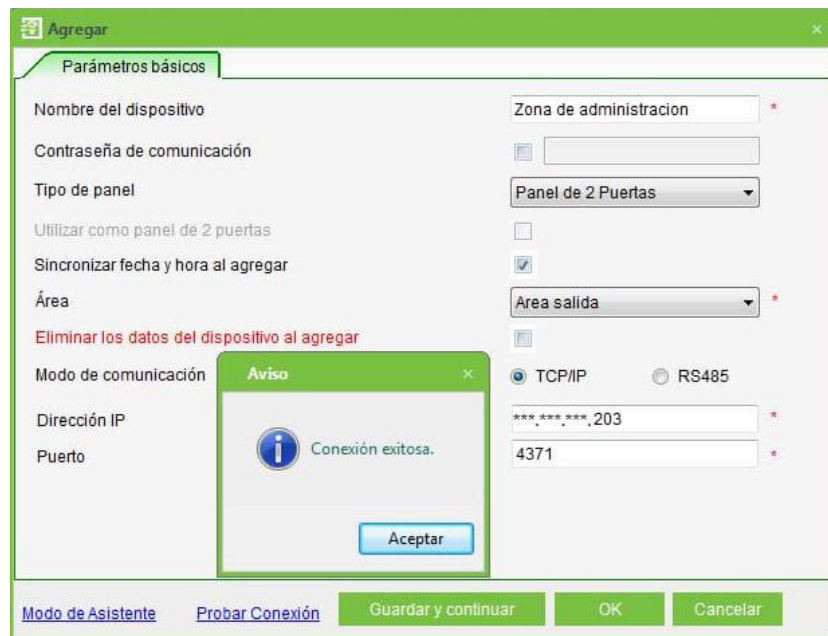 Agregar
Parámetros básicos
Nombre del dispositivo Zona de administracion *
Contraseña de comunicación
Tipo de panel Panel de 2 Puertas
Utilizar como panel de 2 puertas
Sincronizar fecha y hora al agregar
Área Area salida *
Eliminar los datos del dispositivo al agregar
Modo de comunicación TCP/IP RS485
Aviso
Dirección IP ***.***.***.203 *
Conexión exitosa.
Puerto 4371 *
Aceptar
Modo de Asistente Probar Conexión Guardar y continuar OK Cancelar